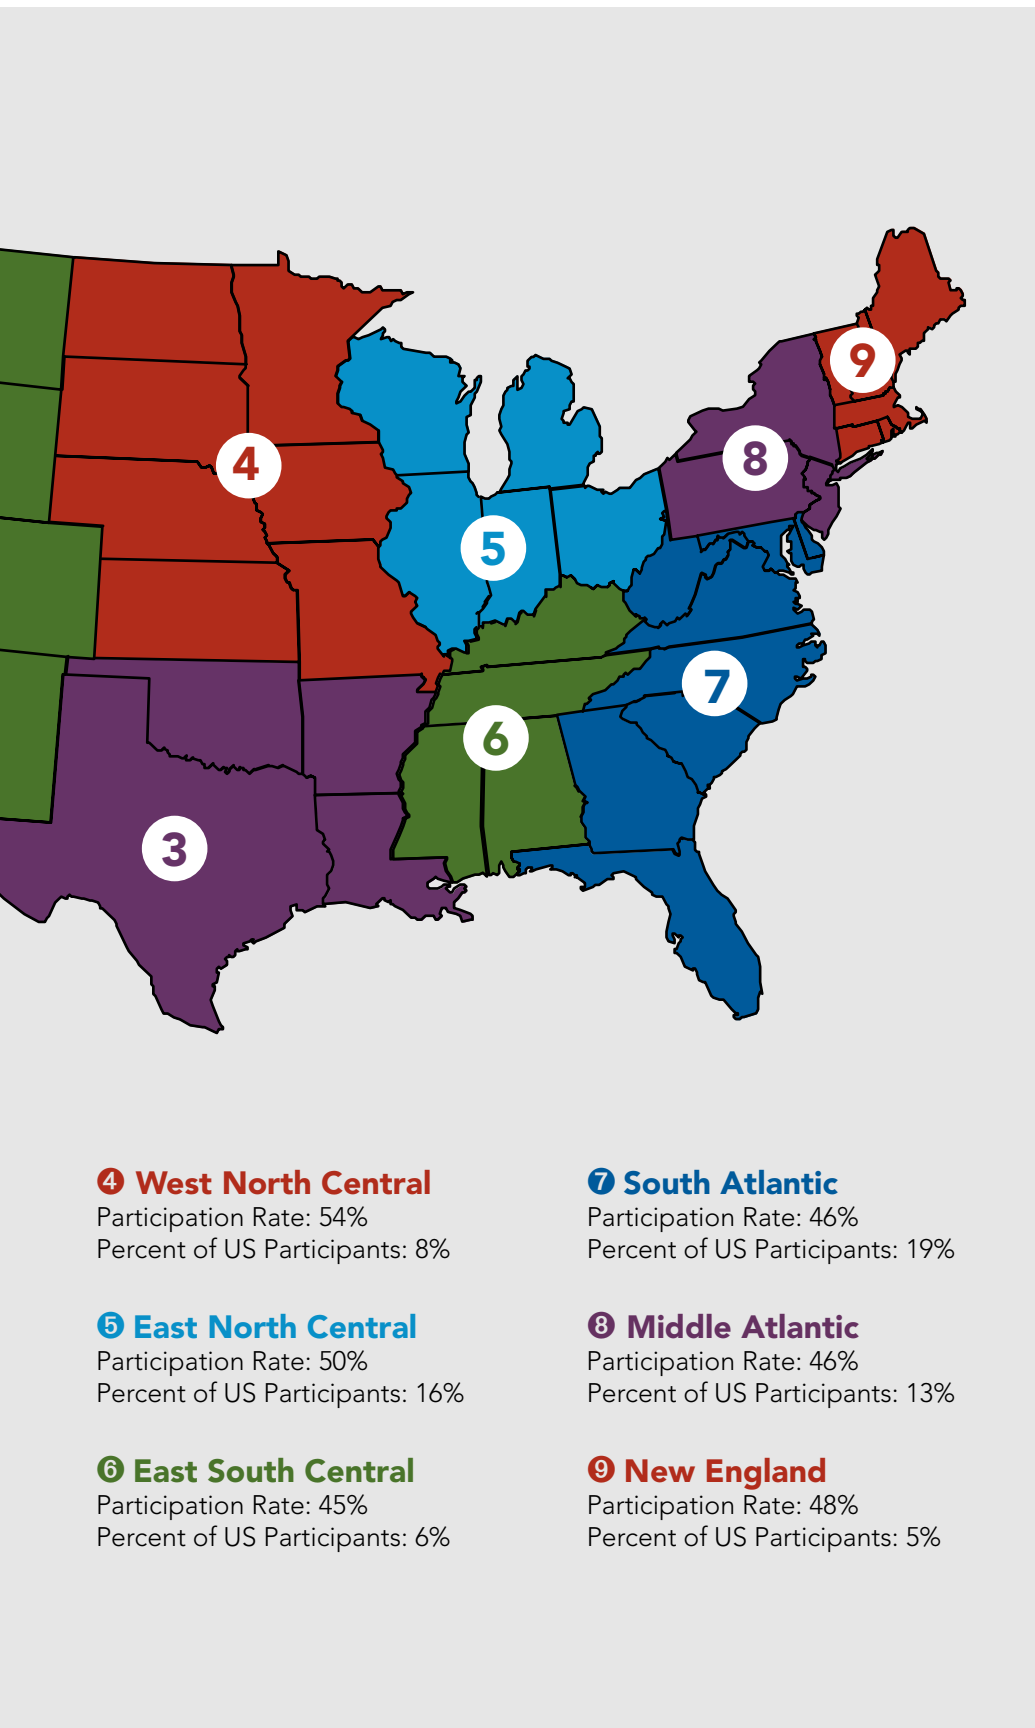 9
8
4
5
7
6
3
❹ West North Central
Participation Rate: 54%
Percent of US Participants: 8%
❺ East North Central
Participation Rate: 50%
Percent of US Participants: 16%
❻ East South Central
Participation Rate: 45%
Percent of US Participants: 6%
❼ South Atlantic
Participation Rate: 46%
Percent of US Participants: 19%
❽ Middle Atlantic
Participation Rate: 46%
Percent of US Participants: 13%
❾ New England
Participation Rate: 48%
Percent of US Participants: 5%